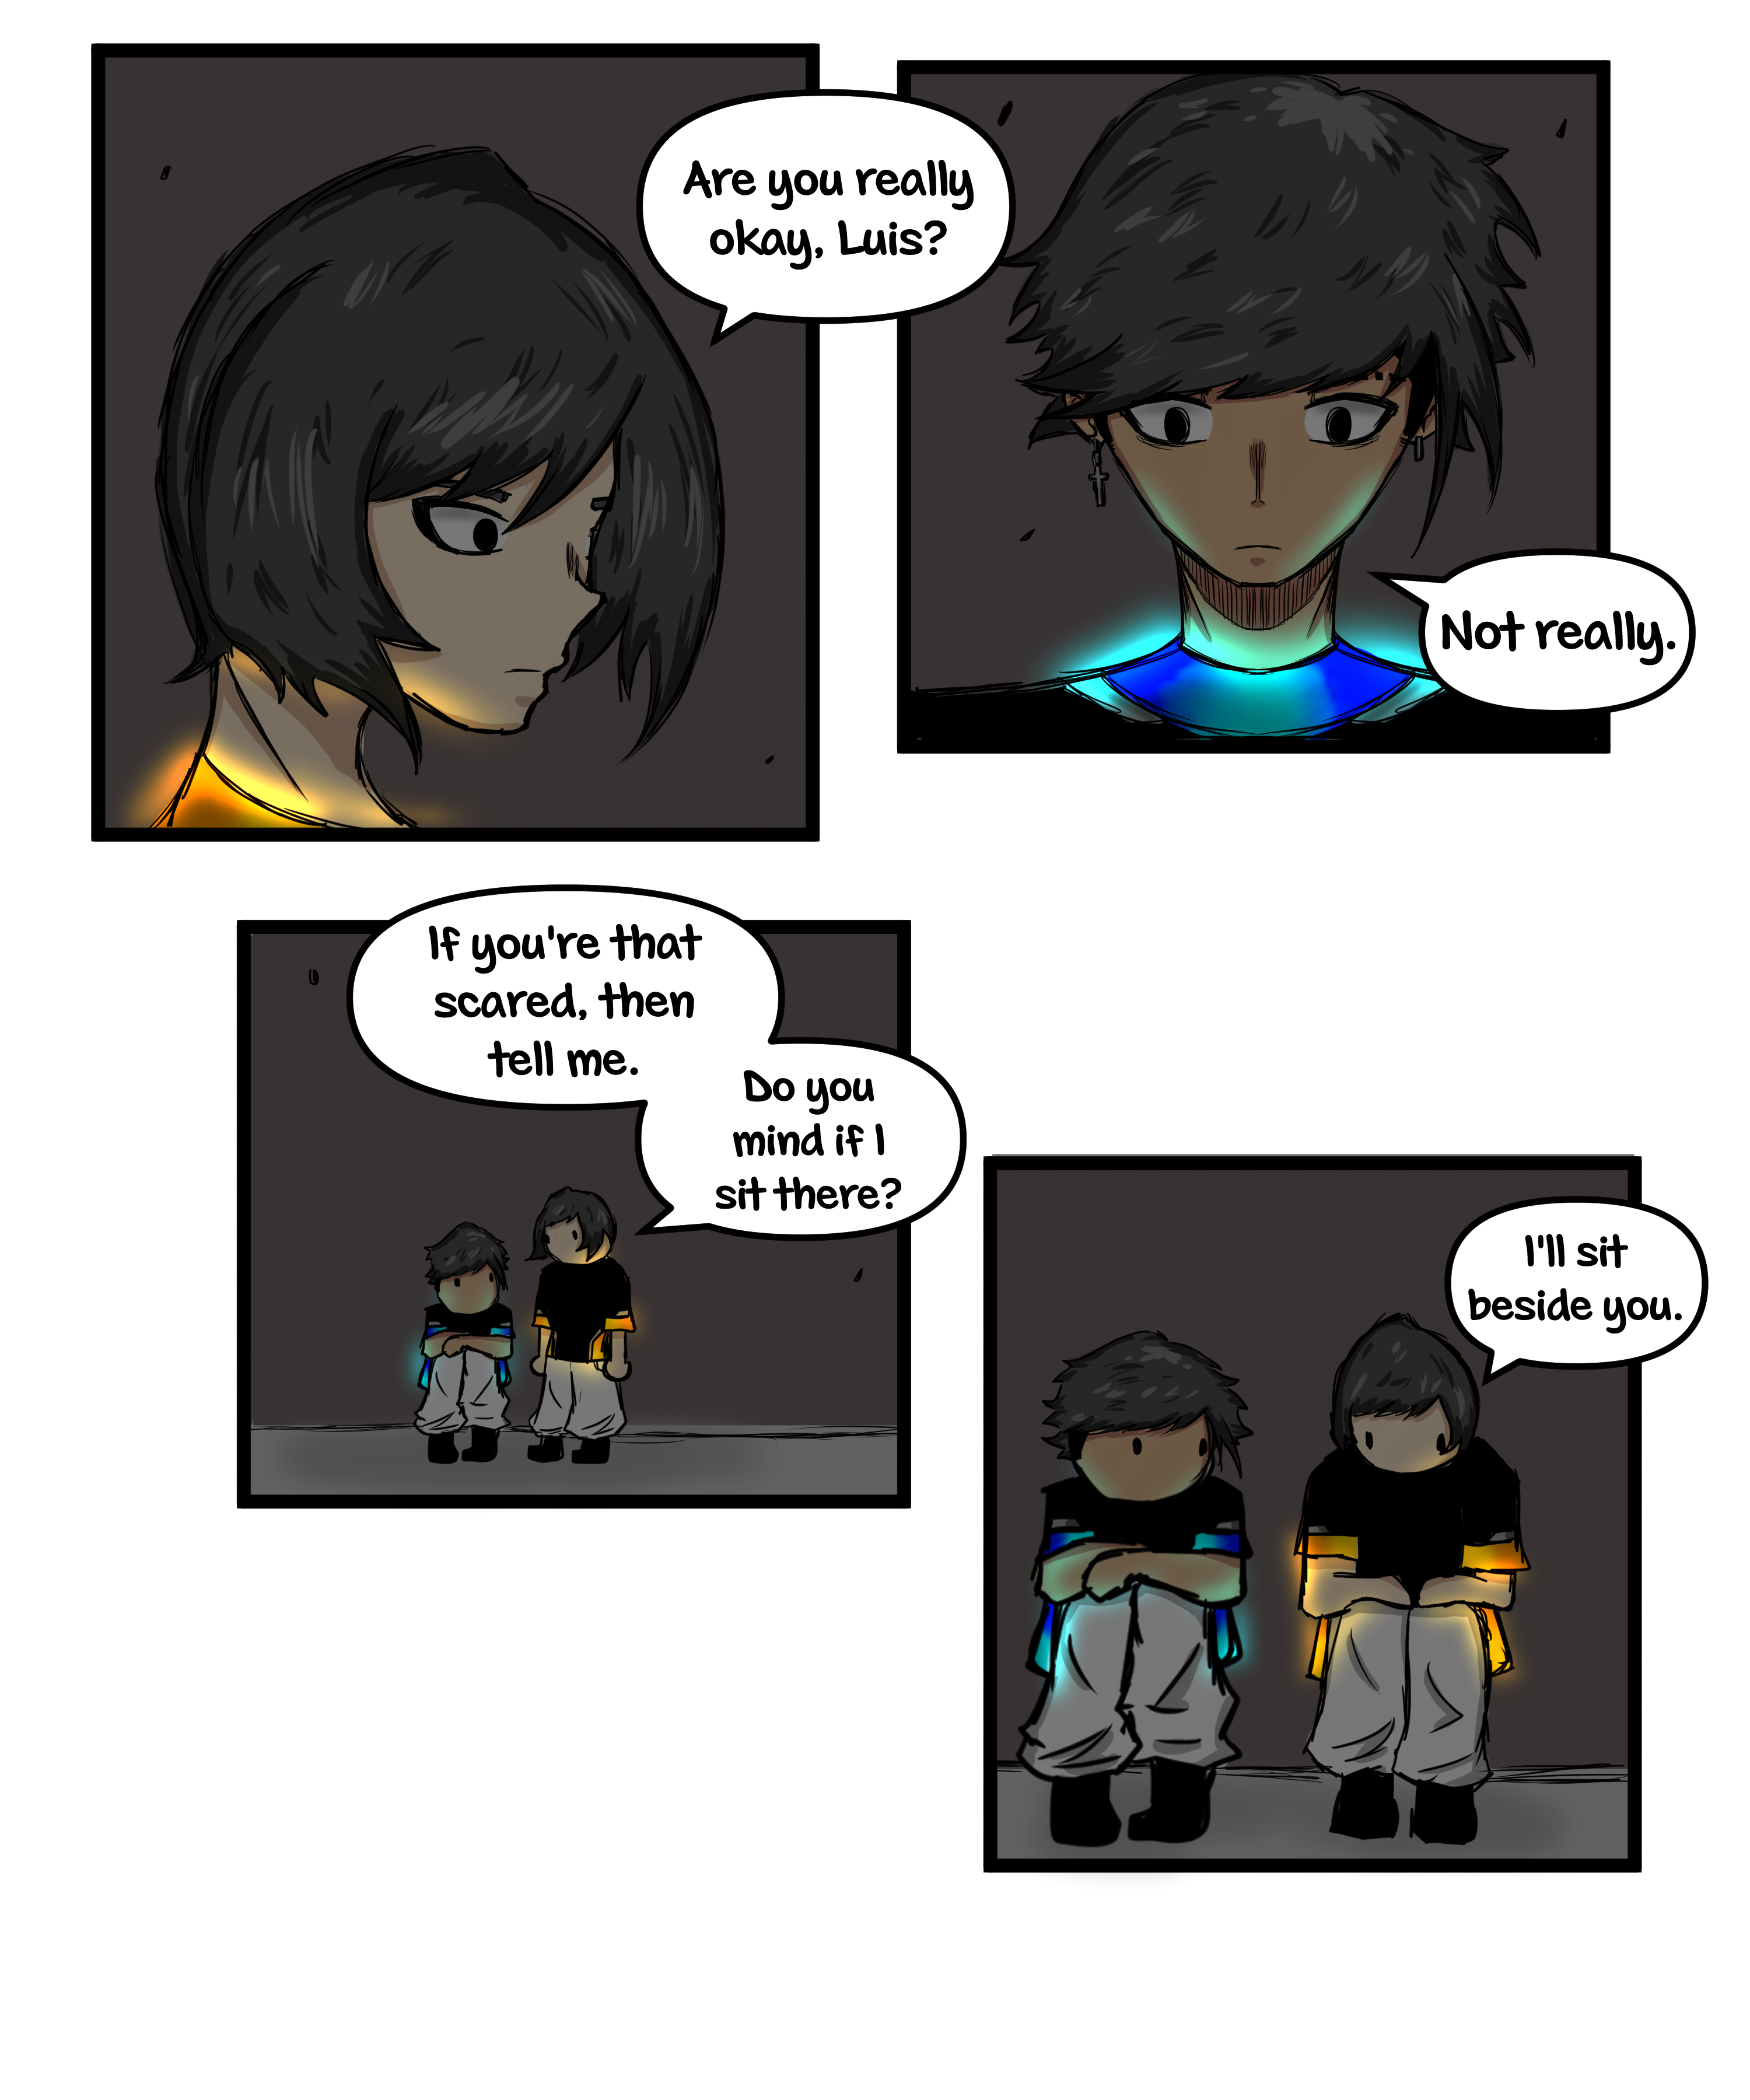 Are you really
okay, Luis?
Not really.
If you're that
scared, then
tell me.
Do you
mind if I
sit there?
I'll sit
beside you.